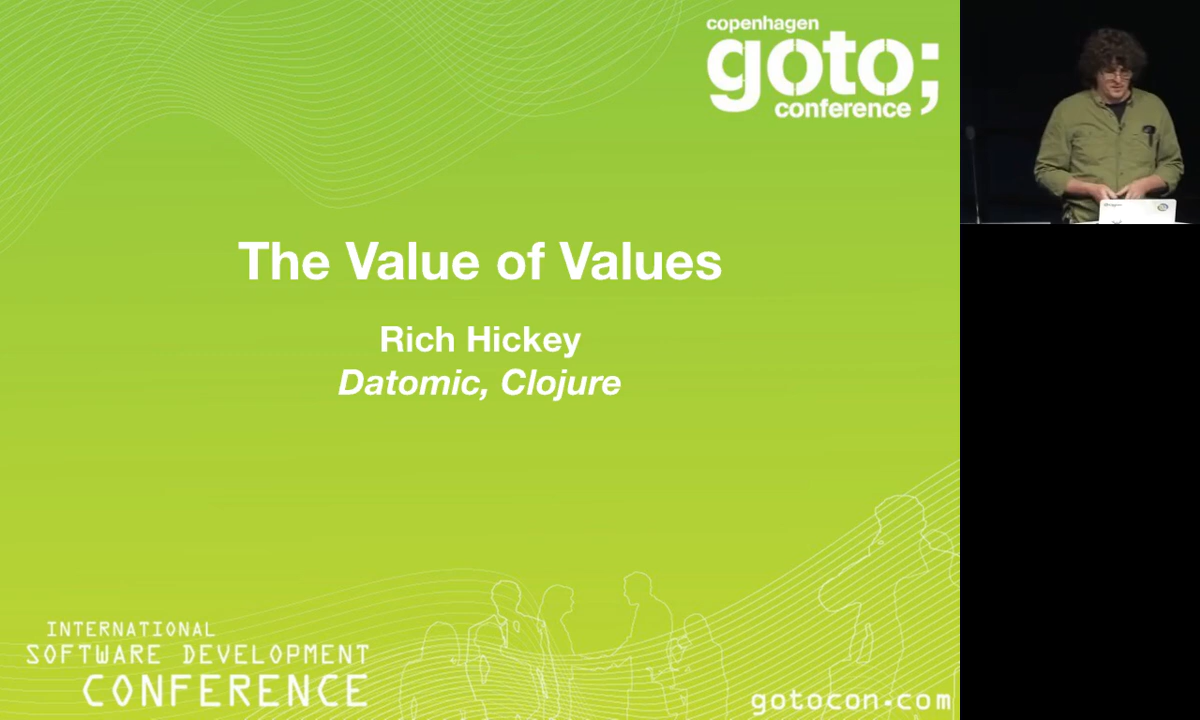 copenhagen
goto;
conference
The Value of Values
Rich Hickey
Datomic, Clojure
INTERNATIONAL
SOFTWARE DEVELOPMENT
CONFERENCE
gotocon.com